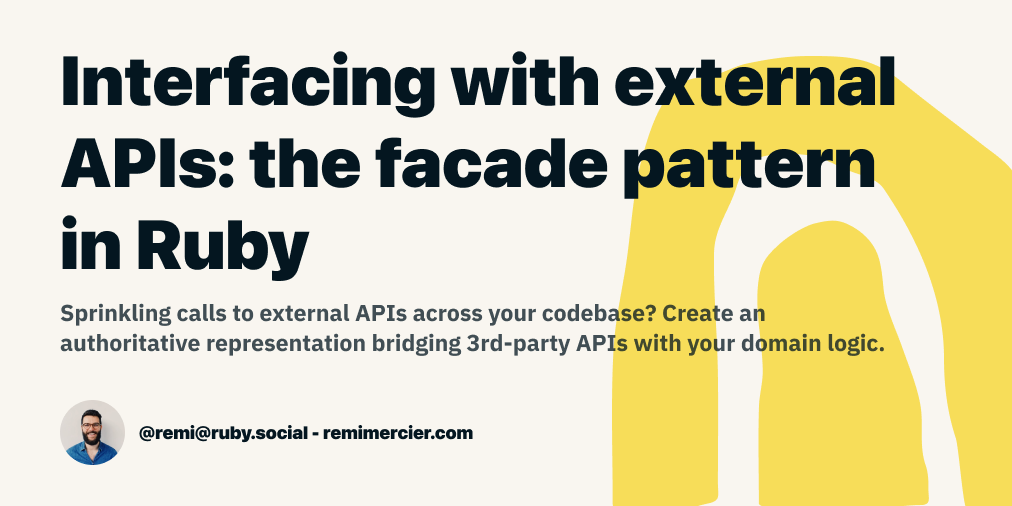 Interfacing with external
APIs: the facade pattern
in Ruby
Sprinkling calls to external APIs across your codebase? Create an
authoritative representation bridging 3rd-party APIs with your domain logic.
@remi@ruby.social - remimercier.com